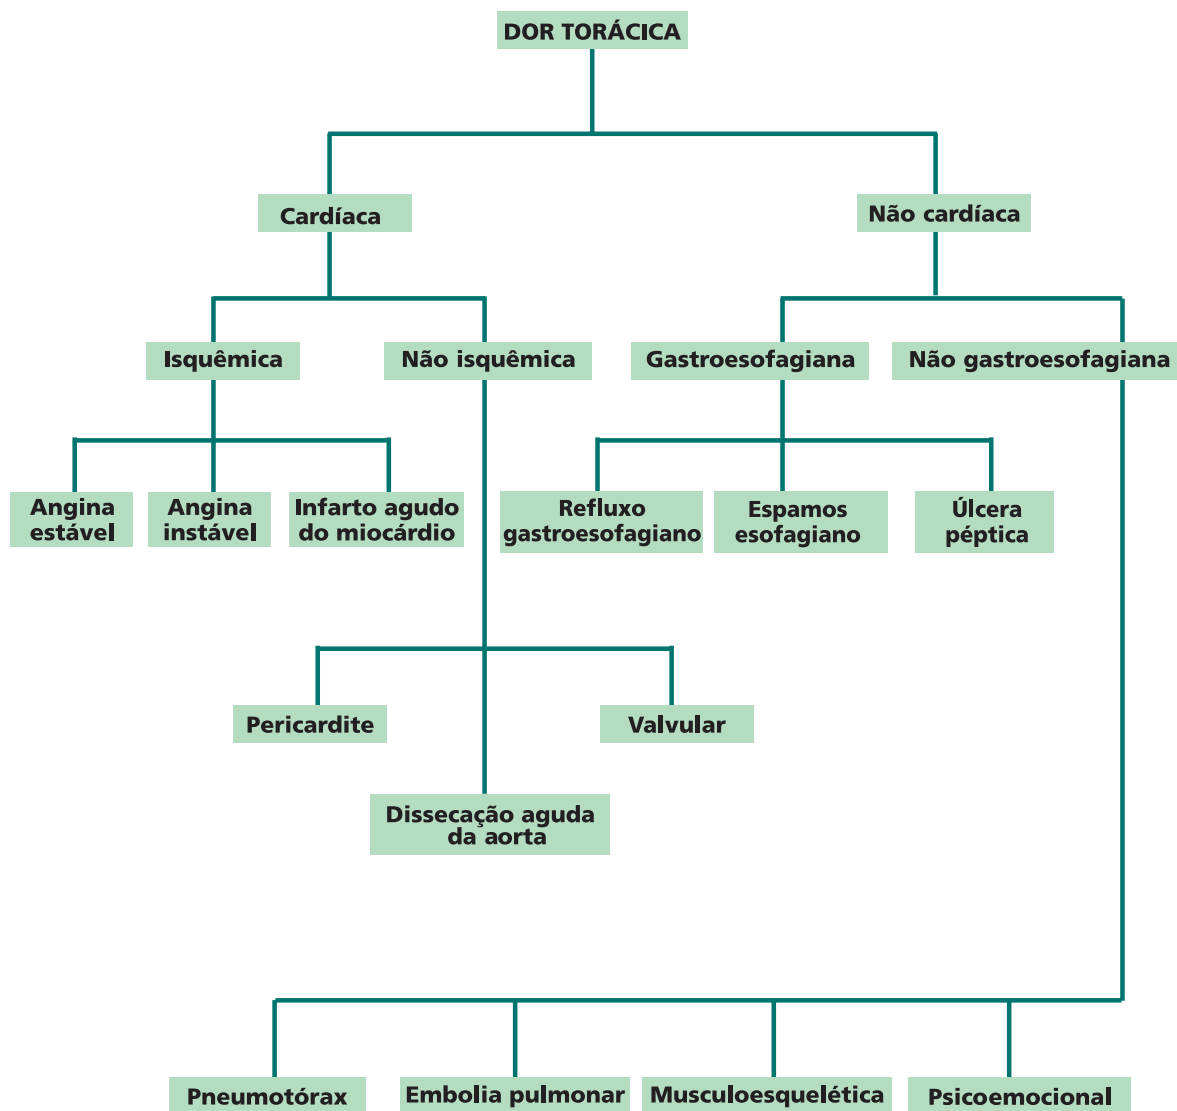 DOR TORÁCICA
Cardíaca
Não cardíaca
Isquêmica
Não isquêmica
Gastroesofagiana
Não gastroesofagiana
Angina
estável
Angina
instável
Infarto agudo
do miocárdio
Refluxo
gastroesofagiano
Espamos
esofagiano
Úlcera
péptica
Pericardite
Valvular
Dissecação aguda
da aorta
Pneumotórax
Embolia pulmonar
Musculoesquelética
Psicoemocional